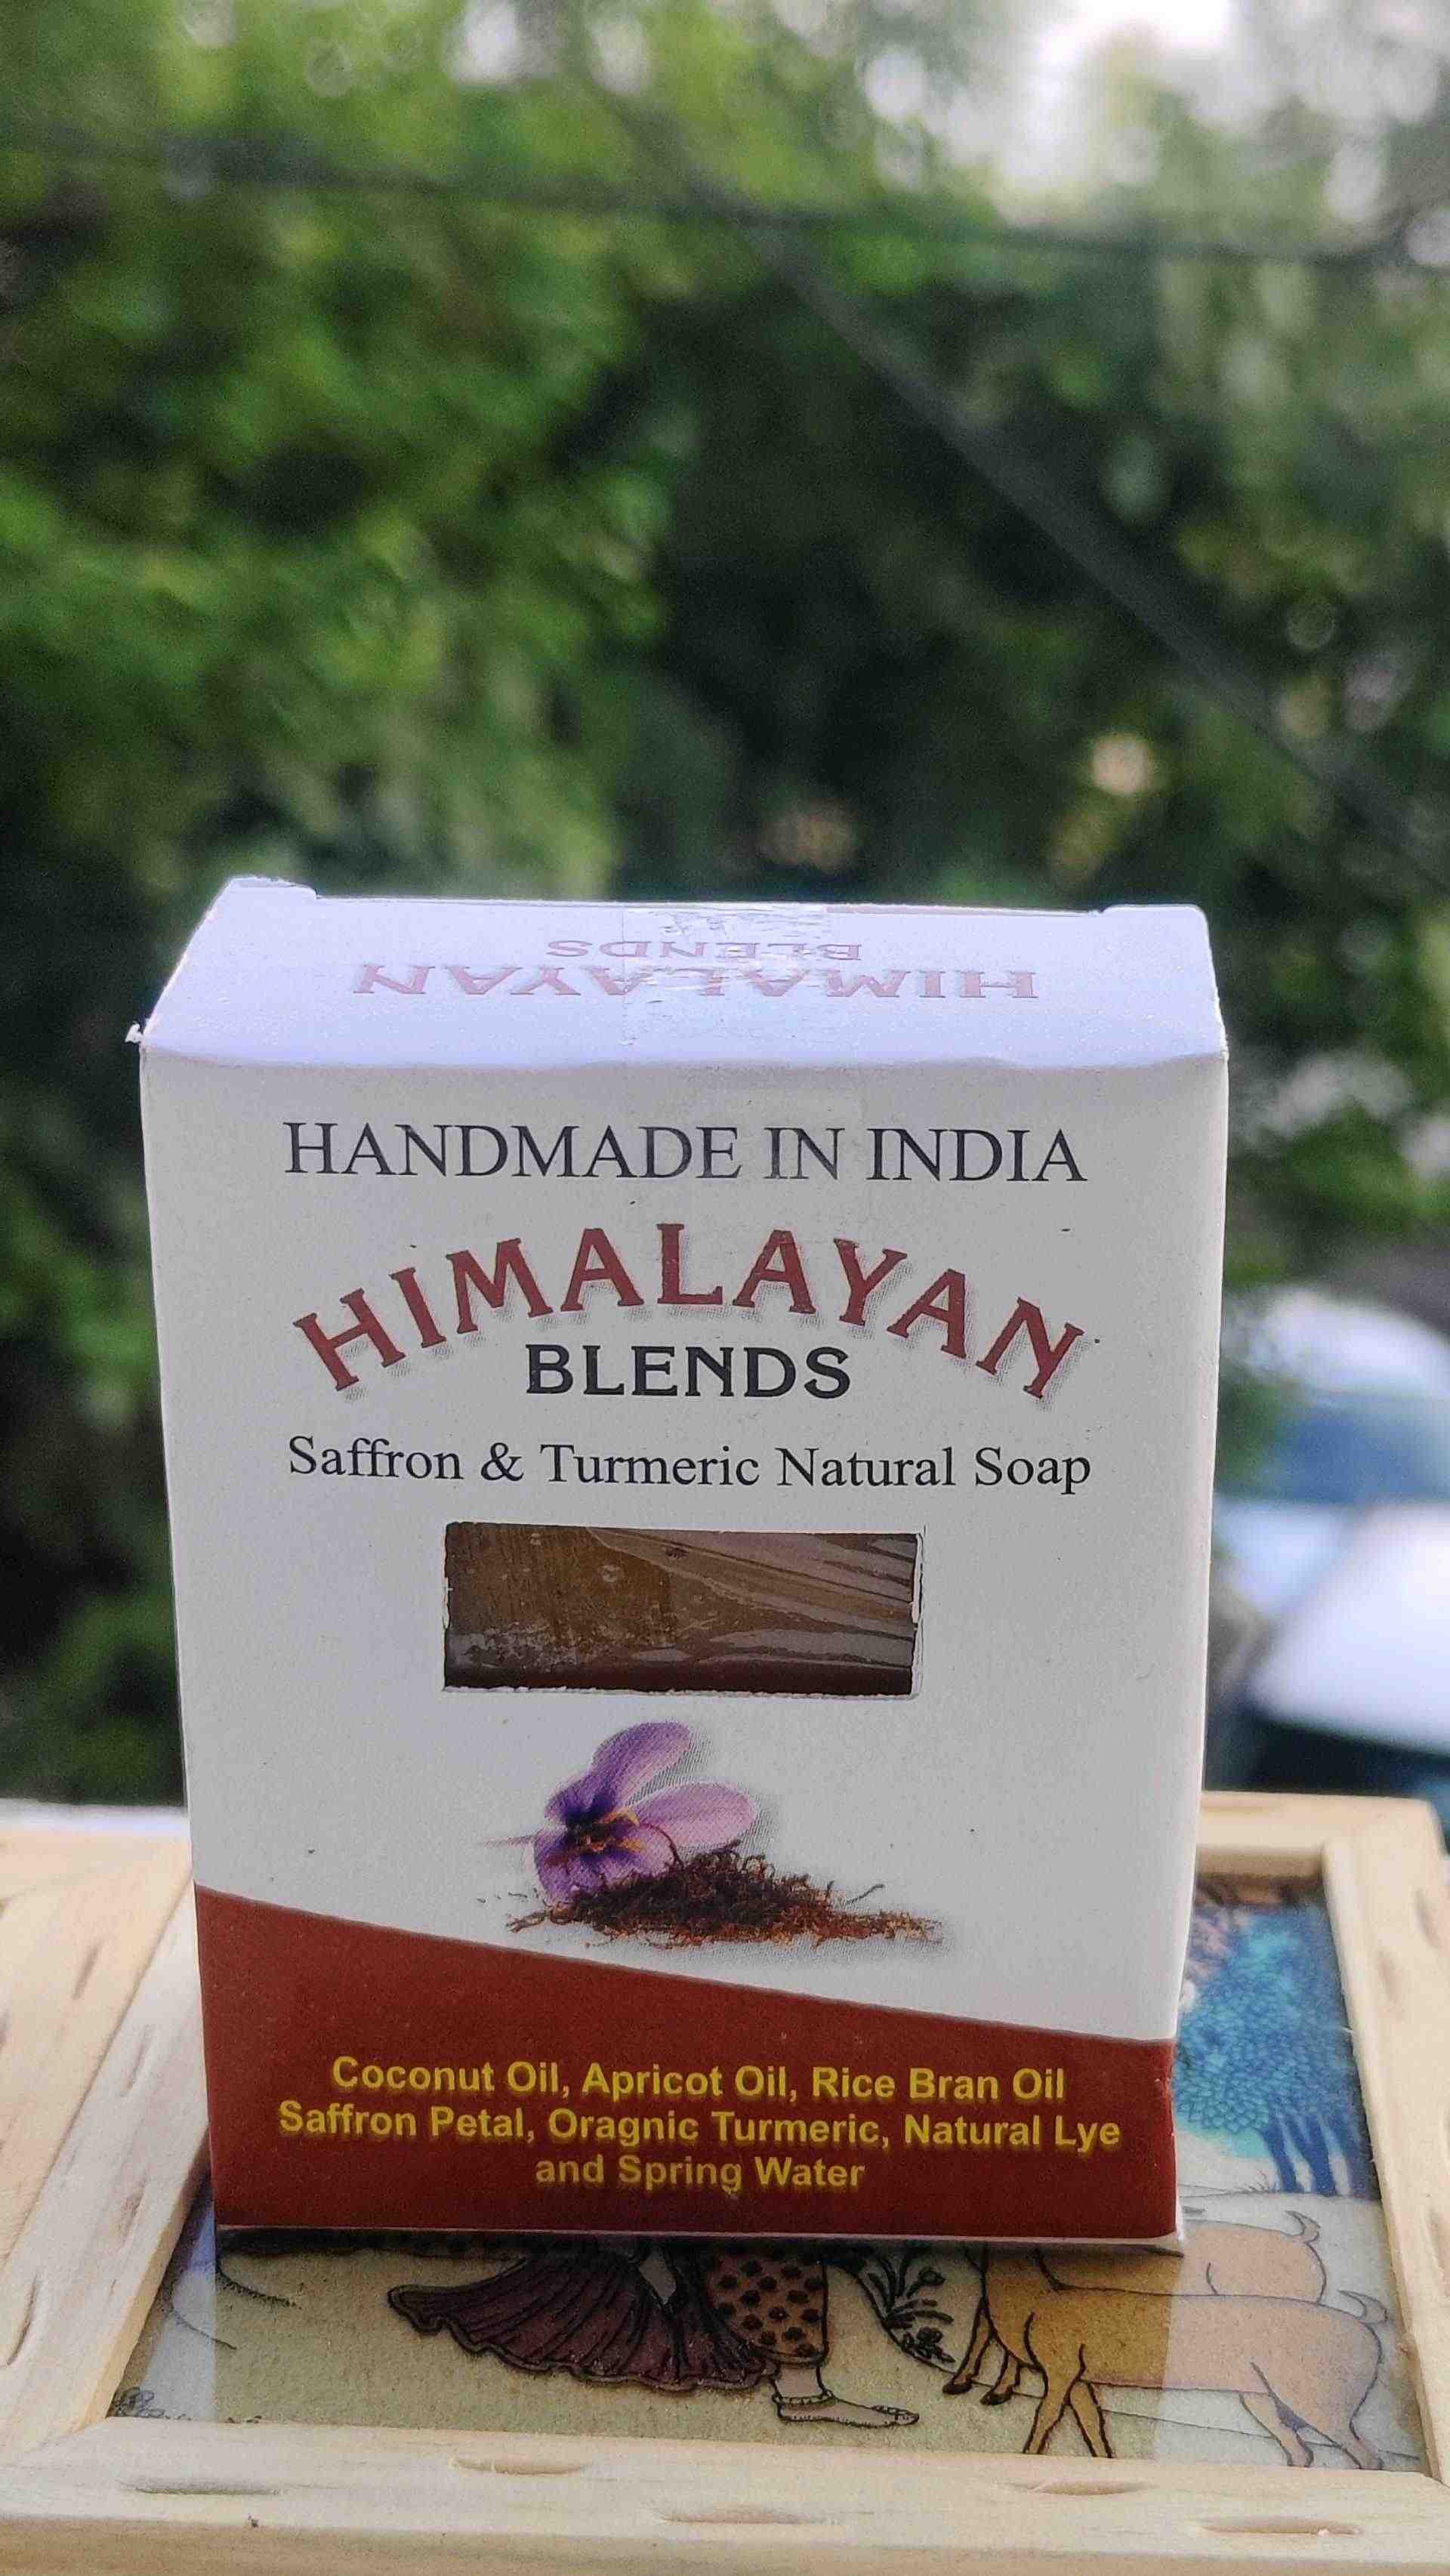 HIMALAYAN
BLENDS
HANDMADE IN INDIA
HIMALAYAN
BLENDS
Saffron & Turmeric Natural Soap
Coconut Oil, Apricot Oil, Rice Bran Oil
Saffron Petal, Oragnic Turmeric, Natural Lye
and Spring Water